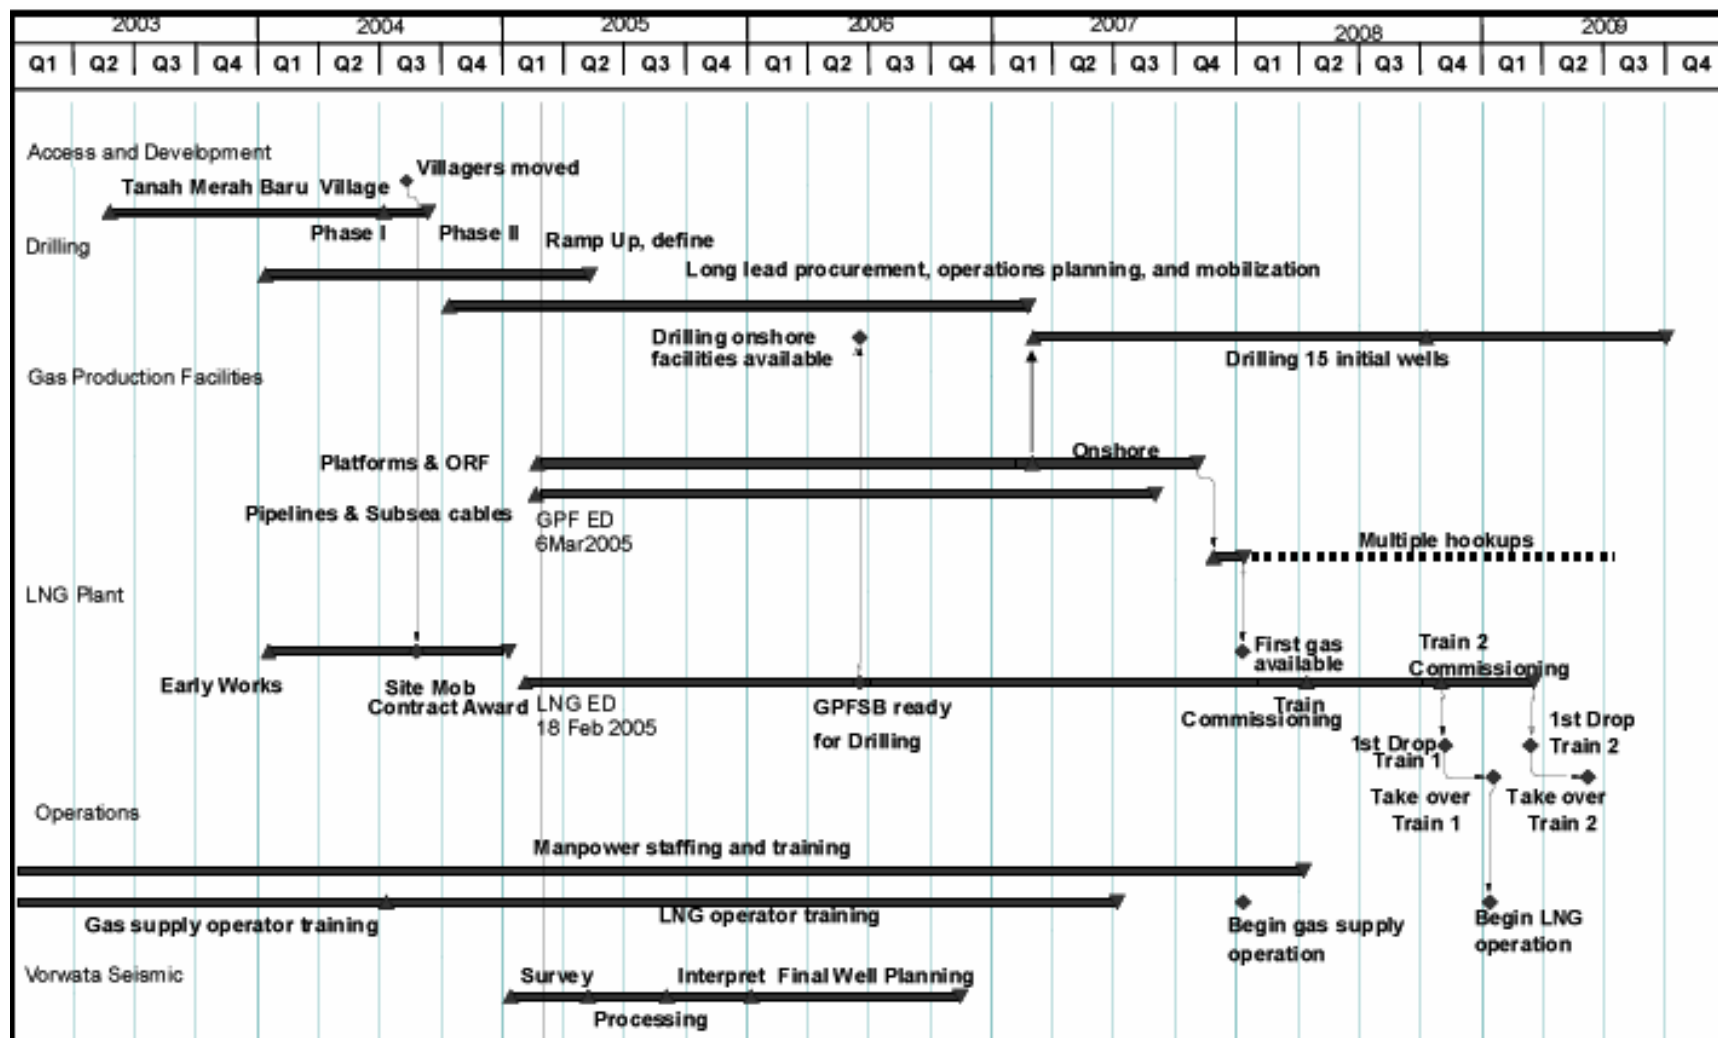 2003 2004 2005 2006 2007 2008 2009
Q1 Q2 Q3 Q4 Q1 Q2 Q3 Q4 Q1 Q2 Q3 Q4 Q1 Q2 Q3 Q4 Q1 Q2 Q3 Q4 Q1 Q2 Q3 Q4 Q1 Q2 Q3 Q4
Access and Development
Villagers moved
Tanah Merah Baru Village
Phase I
Phase II
Drilling
Ramp Up, define
Long lead procurement, operations planning, and mobilization
Drilling onshore
facilities available
Drilling 15 initial wells
Gas Production Facilities
Platforms & ORF
Onshore
Pipelines & Subsea cables
GPF ED
6Mar2005
Multiple hookups
LNG Plant
First gas
available
Train 2
Commissioning
Early Works
Site Mob
Contract Award
LNG ED
18 Feb 2005
GPFSB ready
for Drilling
Train
Commissioning
1st Drop
Train 1
1st Drop
Train 2
Take over
Train 1
Take over
Train 2
Operations
Manpower staffing and training
Gas supply operator training
LNG operator training
Begin gas supply
operation
Begin LNG
operation
Vorwata Seismic
Survey
Interpret Final Well Planning
Processing